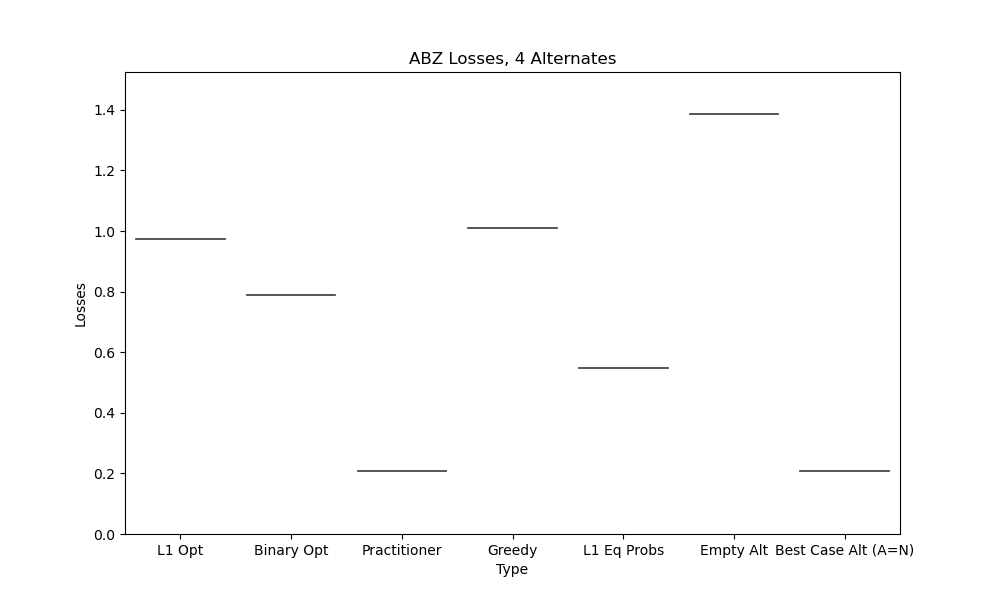 ABZ Losses, 4 Alternates
1.4
1.2
1.0
0.8
0.6
0.4
0.2
0.0
Losses
L1 Opt Binary Opt Practitioner Greedy L1 Eq Probs Empty Alt Best Case Alt (A=N)
Type